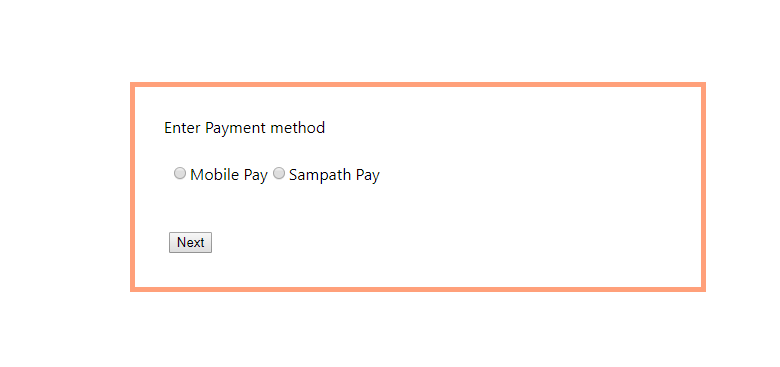 Enter Payment method
Mobile Pay Sampath Pay
Next